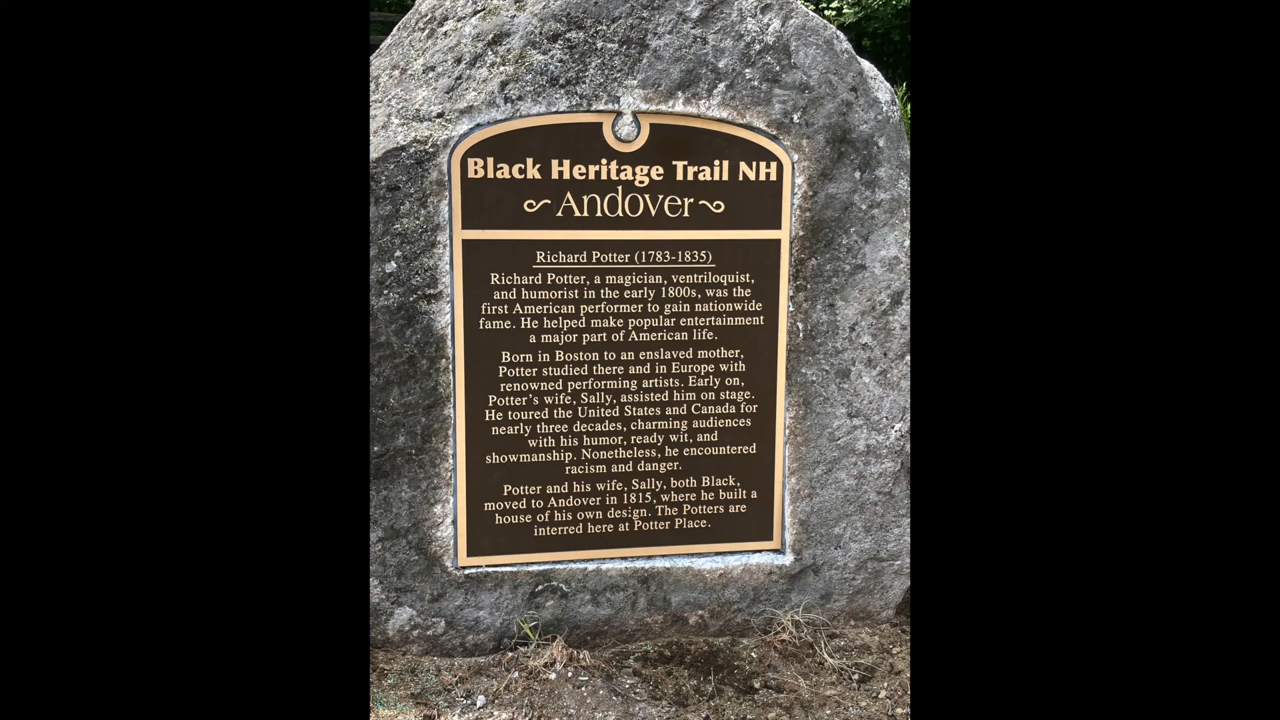 Black Heritage Trail NH
Andover
Richard Potter (1783-1835)
Richard Potter, a magician, ventriloquist,
and humorist in the early 1800s, was the
first American performer to gain nationwide
fame. He helped make popular entertainment
a major part of American life.
Born in Boston to an enslaved mother,
Potter studied there and in Europe with
renowned performing artists. Early on,
Potter's wife, Sally, assisted him on stage.
He toured the United States and Canada for
nearly three decades, charming audiences
with his humor, ready wit, and
showmanship. Nonetheless, he encountered
racism and danger.
Potter and his wife, Sally, both Black,
moved to Andover in 1815, where he built a
house of his own design. The Potters are
interred here at Potter Place.